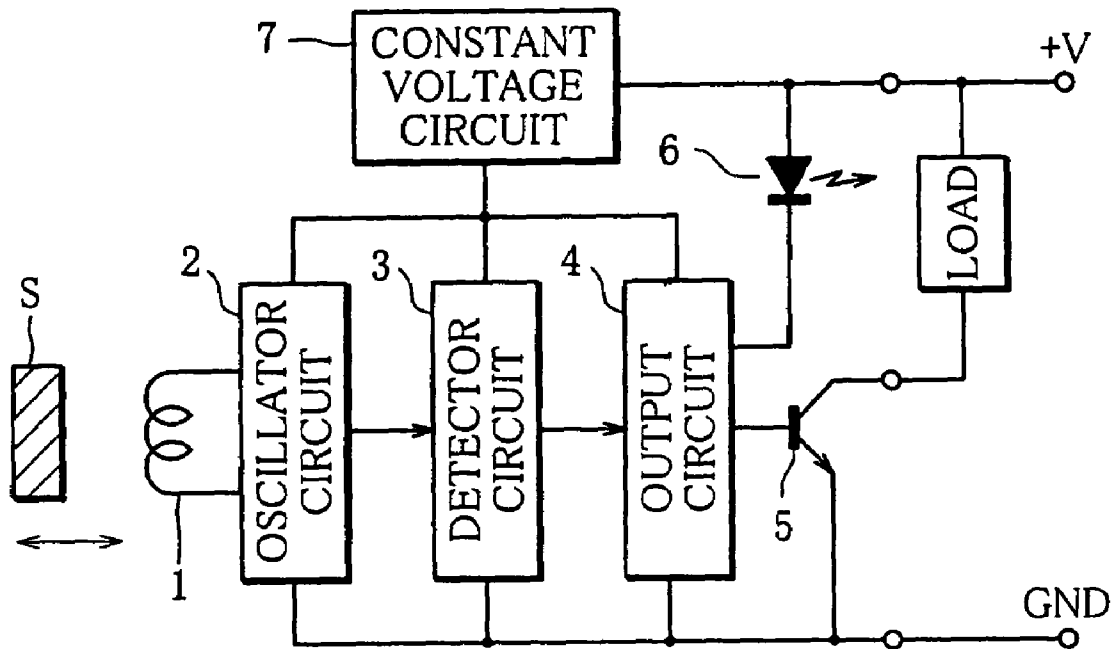 7
CONSTANT
VOLTAGE
CIRCUIT
+V
6
LOAD
2
3
4
S
OSCILLATOR
CIRCUIT
DETECTOR
CIRCUIT
OUTPUT
CIRCUIT
5
1
GND